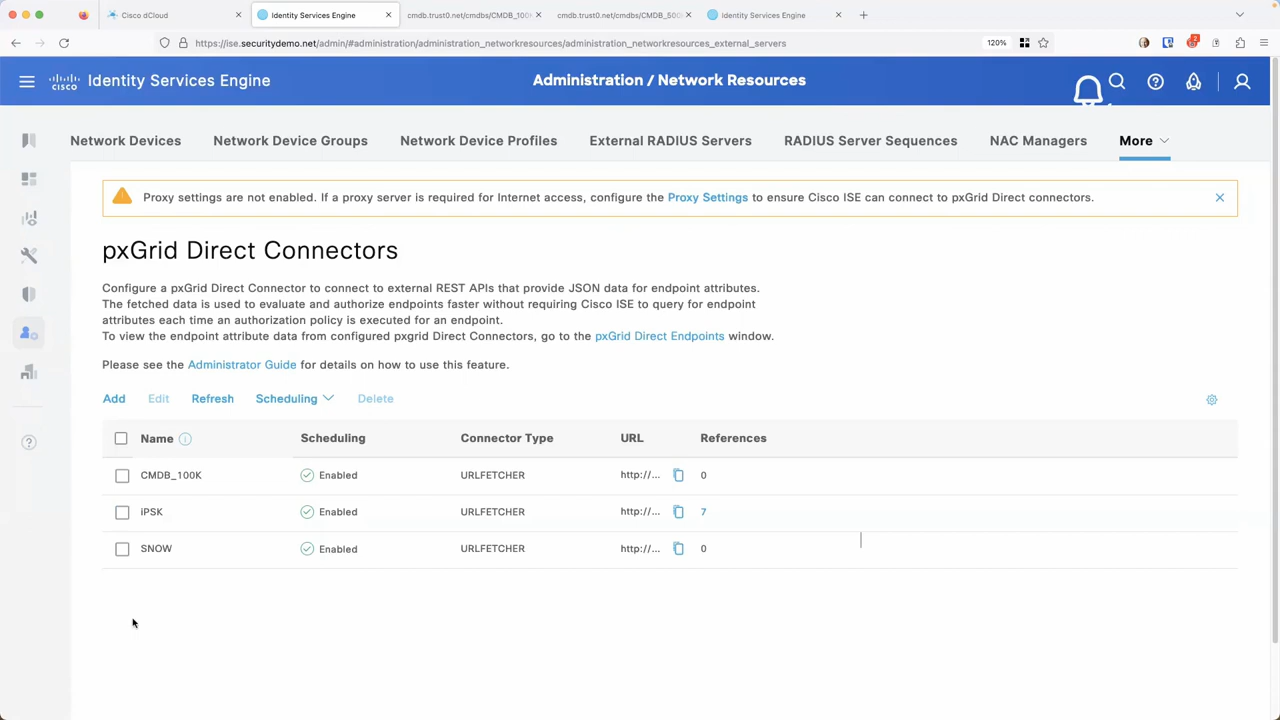 Cisco dCloud
Identity Services Engine
cmdb.trust0.net/cmdbs/CMDB_100K
cmdb.trust0.net/cmdbs/CMDB_500
Identity Services Engine
https://ise.securitydemo.net/admin/#administration/administration_networkresources/administration_networkresources_external_servers
120%
2
cisco Identity Services Engine
Administration / Network Resources
Network Devices
Network Device Groups
Network Device Profiles
External RADIUS Servers
RADIUS Server Sequences
NAC Managers
More
Proxy settings are not enabled. If a proxy server is required for Internet access, configure the Proxy Settings to ensure Cisco ISE can connect to pxGrid Direct connectors.
pxGrid Direct Connectors
Configure a pxGrid Direct Connector to connect to external REST APIs that provide JSON data for endpoint attributes.
The fetched data is used to evaluate and authorize endpoints faster without requiring Cisco ISE to query for endpoint
attributes each time an authorization policy is executed for an endpoint.
To view the endpoint attribute data from configured pxgrid Direct Connectors, go to the pxGrid Direct Endpoints window.
Please see the Administrator Guide for details on how to use this feature.
Add Edit Refresh Scheduling Delete
Name Scheduling Connector Type URL References
CMDB_100K Enabled URLFETCHER http://... 0
iPSK Enabled URLFETCHER http://... 7
SNOW Enabled URLFETCHER http://... 0